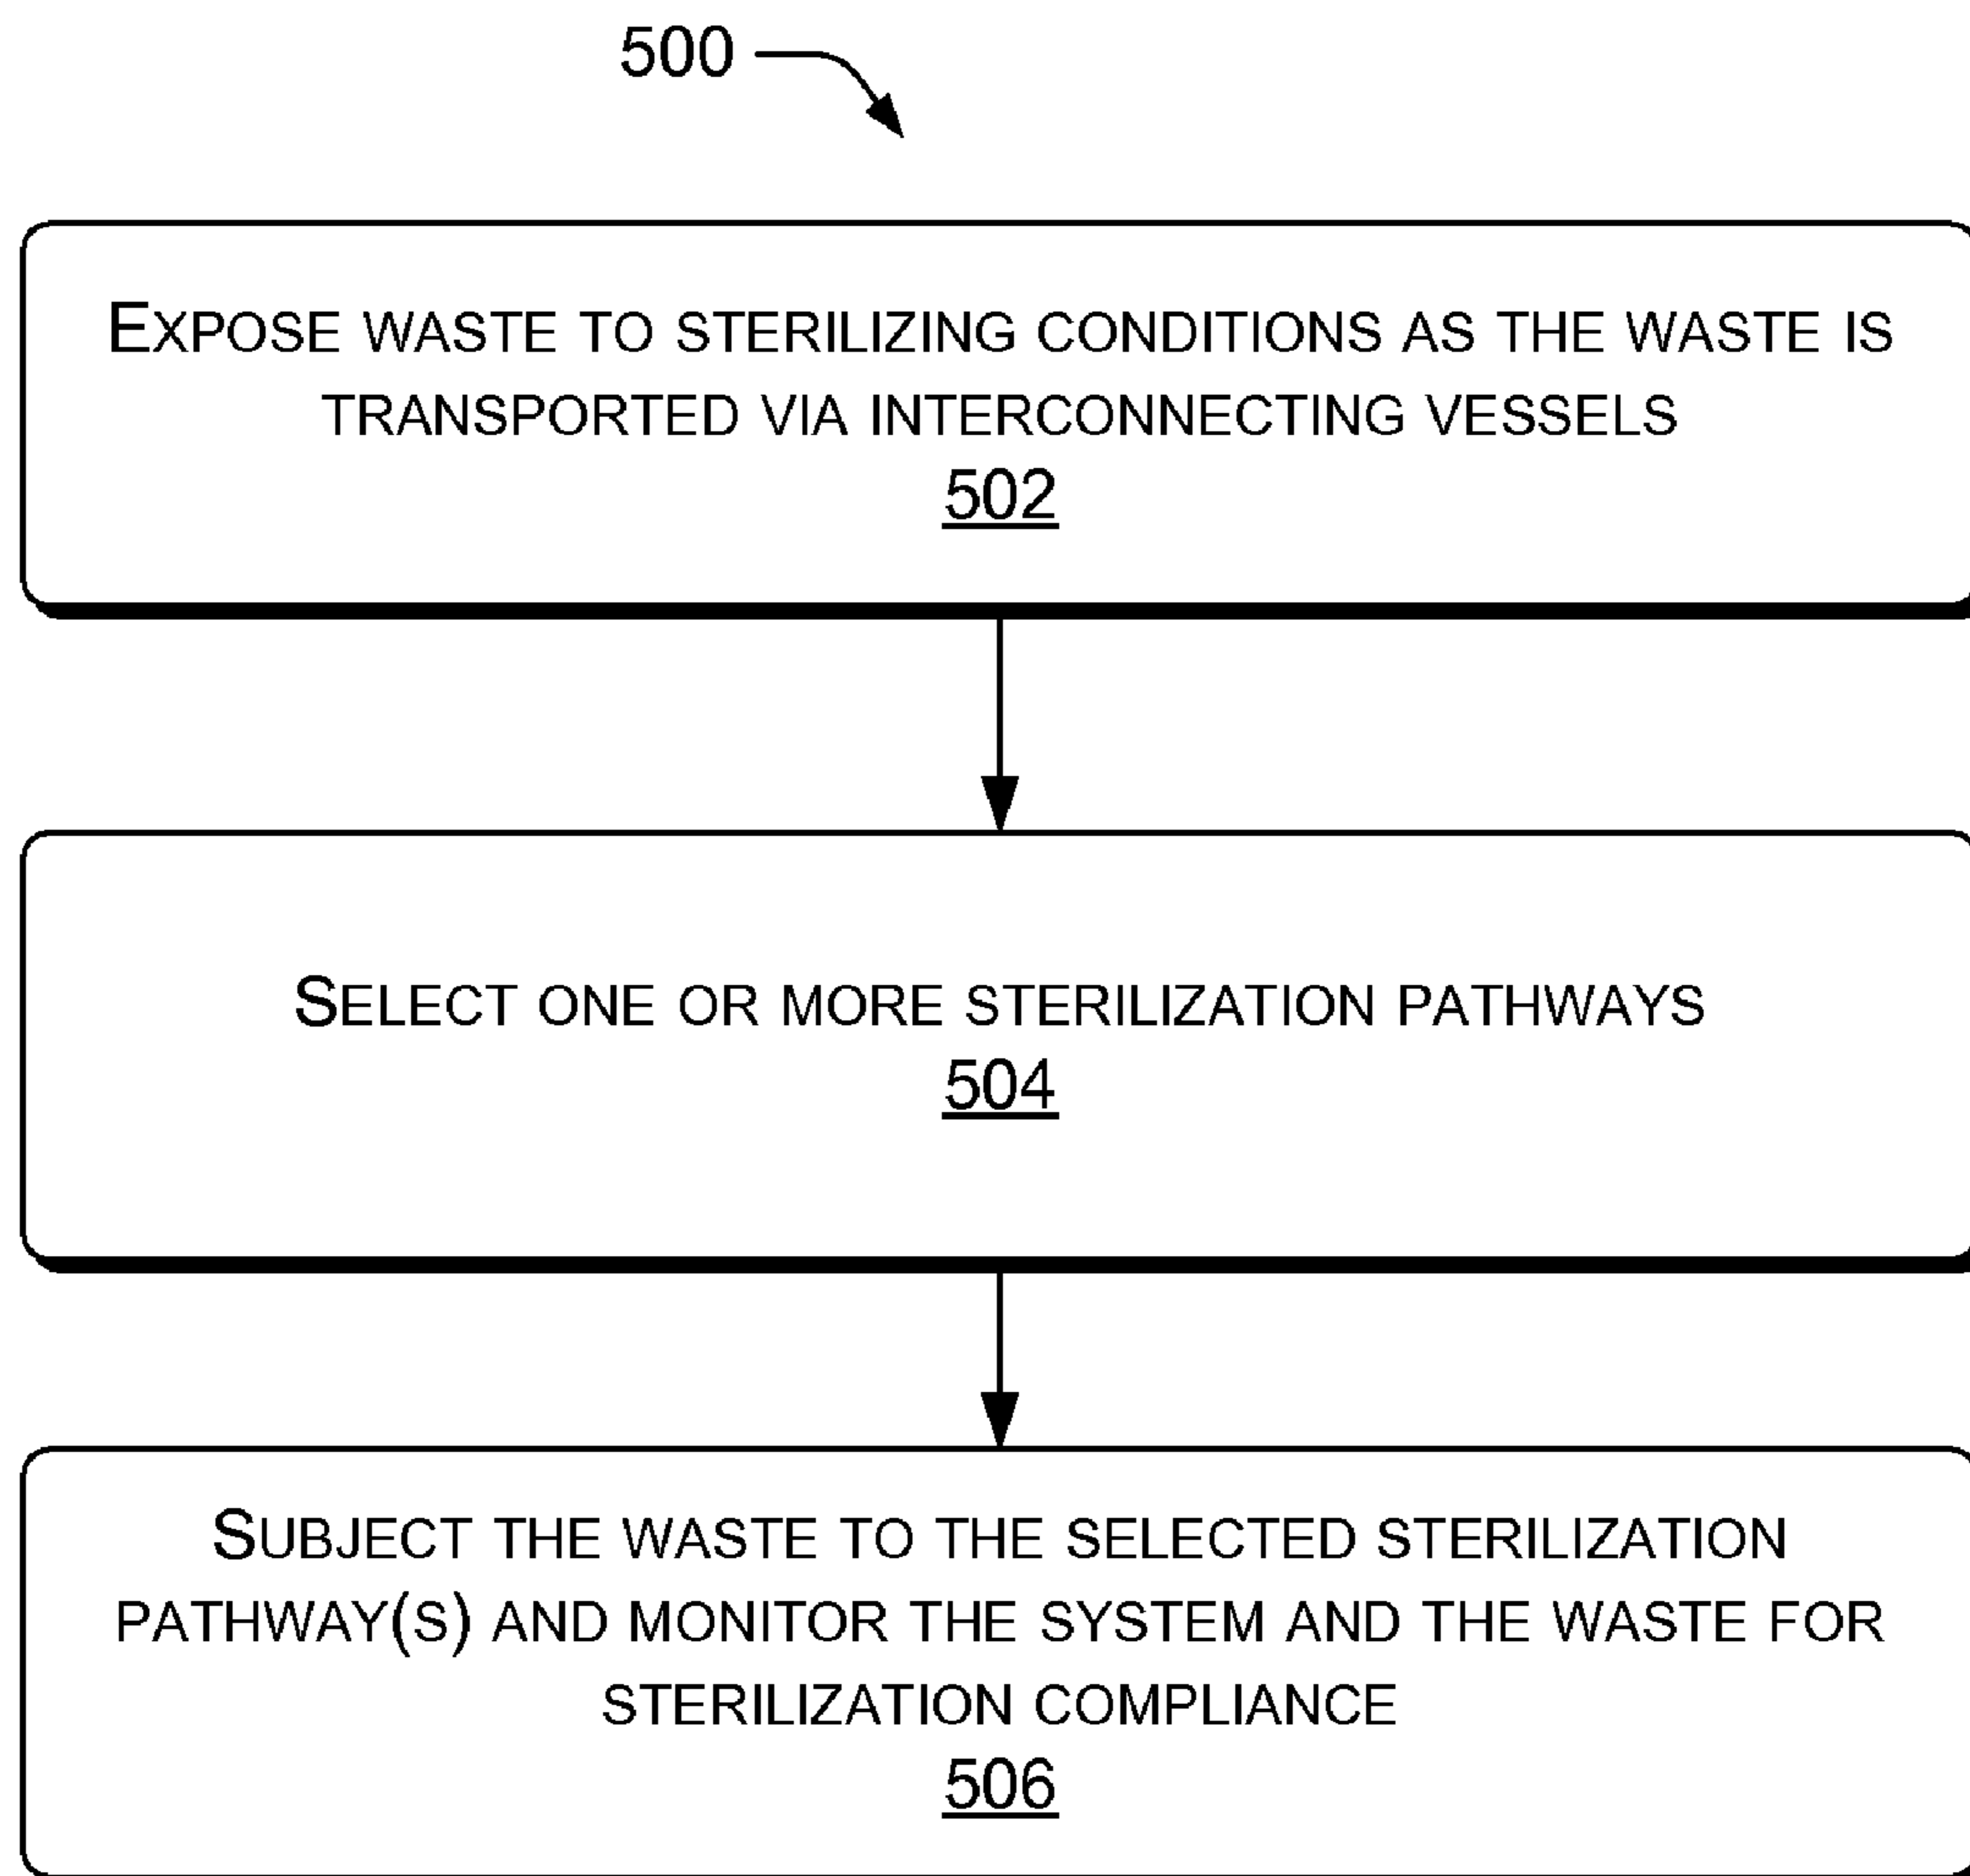 500
EXPOSE WASTE TO STERILIZING CONDITIONS AS THE WASTE IS
TRANSPORTED VIA INTERCONNECTING VESSELS
502
SELECT ONE OR MORE STERILIZATION PATHWAYS
504
SUBJECT THE WASTE TO THE SELECTED STERILIZATION
PATHWAY(S) AND MONITOR THE SYSTEM AND THE WASTE FOR
STERILIZATION COMPLIANCE
506